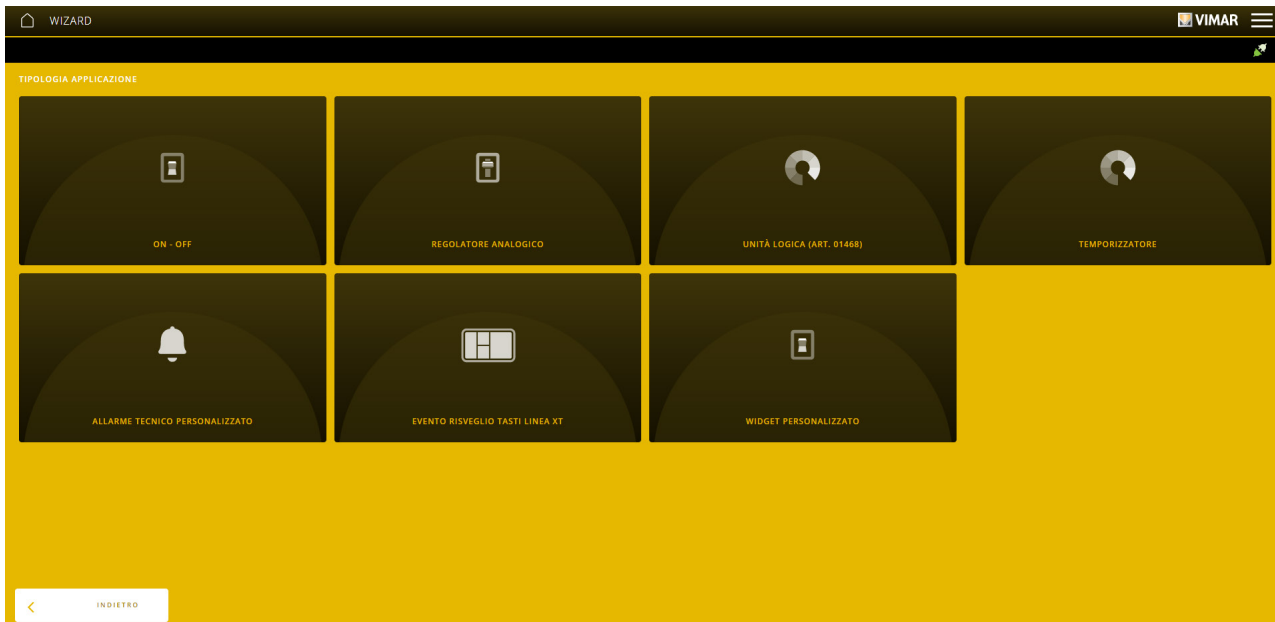 WIZARD
VIMAR
TIPOLOGIA APPLICAZIONE
ON - OFF
REGOLATORE ANALOGICO
UNITÀ LOGICA (ART. 01468)
TEMPORIZZATORE
ALLARME TECNICO PERSONALIZZATO
EVENTO RISVEGLIO TASTI LINEA XT
WIDGET PERSONALIZZATO
INDIETRO